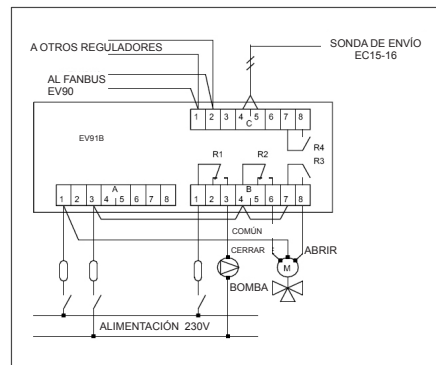 A OTROS REGULADORES
SONDA DE ENVÍO
EC15-16
AL FANBUS
EV90
1 2 3 4 5 6 7 8
C
EV91B
R4
R1 R2 R3
A B
1 2 3 4 5 6 7 8 1 2 3 4 5 6 7 8
COMÚN
CERRAR ABRIR
M
BOMBA
ALIMENTACIÓN 230V